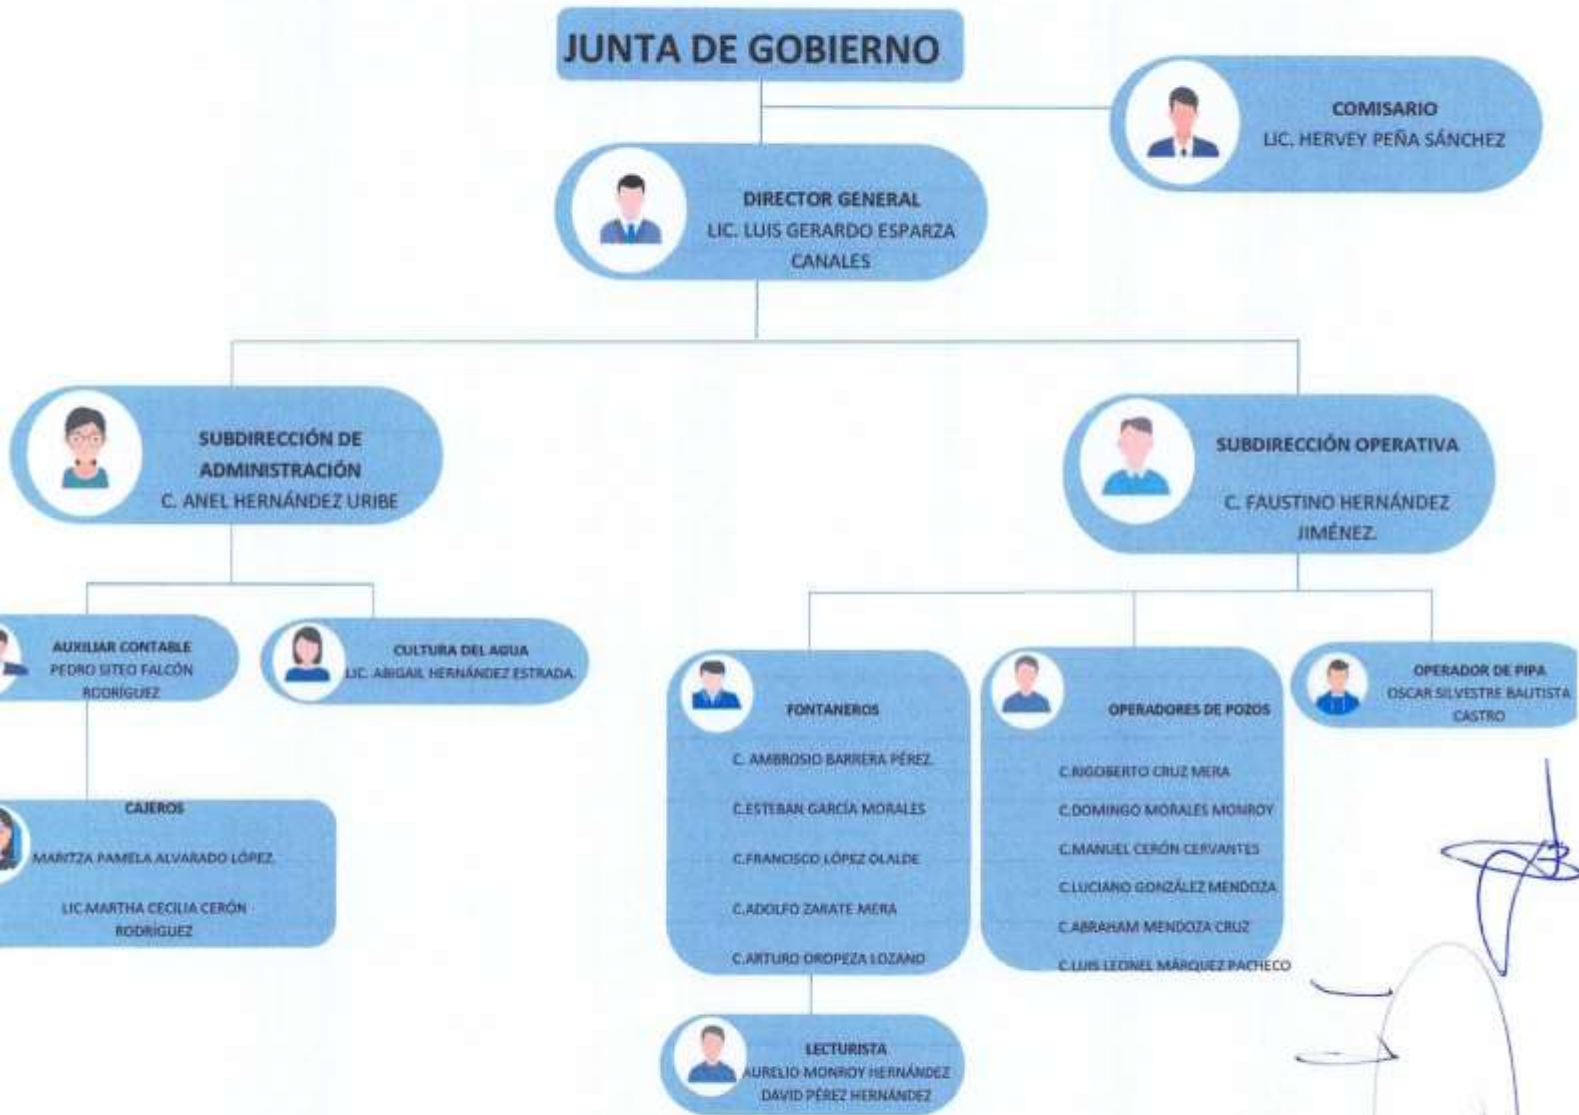 JUNTA DE GOBIERNO
COMISARIO
LIC. HERVEY PEÑA SÁNCHEZ
DIRECTOR GENERAL
LIC. LUIS GERARDO ESPARZA
CANALES
SUBDIRECCIÓN DE
ADMINISTRACIÓN
C. ANEL HERNÁNDEZ URIBE
SUBDIRECCIÓN OPERATIVA
C. FAUSTINO HERNÁNDEZ
JIMÉNEZ.
AUXILIAR CONTABLE
PEDRO SITEO FALCÓN
RODRÍGUEZ
CULTURA DEL AGUA
LIC. ABIGAIL HERNÁNDEZ ESTRADA.
CAJEROS
MARITZA PAMELA ALVARADO LÓPEZ.
LIC.MARTHA CECILIA CERÓN
RODRÍGUEZ
FONTANEROS
C. AMBROSIO BARRERA PÉREZ.
C.ESTEBAN GARCÍA MORALES
C.FRANCISCO LÓPEZ OLALDE
C.ADOLFO ZARATE MERA
C.ARTURO OROPEZA LOZANO
OPERADORES DE POZOS
C.RIGOBERTO CRUZ MERA
C.DOMINGO MORALES MONROY
C.MANUEL CERÓN CERVANTES
C.LUCIANO GONZÁLEZ MENDOZA
C.ABRAHAM MENDOZA CRUZ
C.LUIS LEONEL MÁRQUEZ PACHECO
OPERADOR DE PIPA
OSCAR SILVESTRE BAUTISTA
CASTRO
LECTURISTA
AURELIO MONROY HERNÁNDEZ
DAVID PÉREZ HERNÁNDEZ